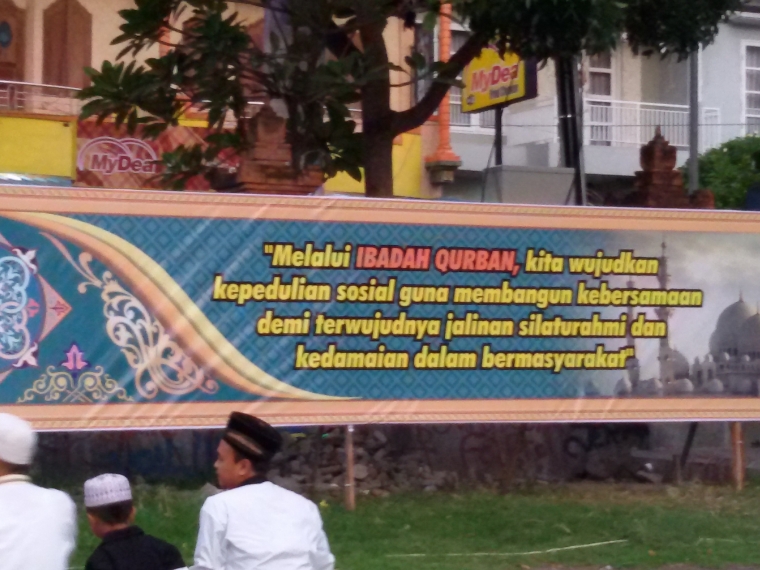 MyDea
MyDea
"Melalui IBADAH QURBAN, kita wujudkan
kepedulian sosial guna membangun kebersamaan
demi terwujudnya jalinan silaturahmi dan
kedamaian dalam bermasyarakat"